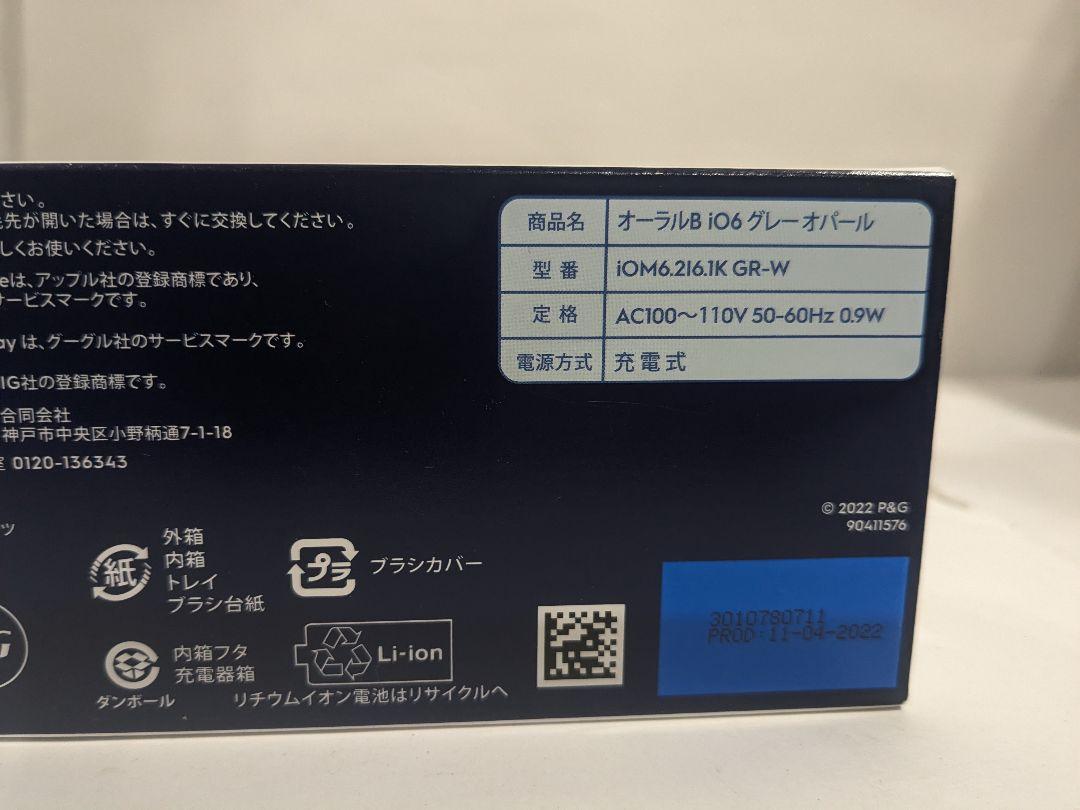 さい。
先が開いた場合は、すぐに交換してください。
しくお使いください。
eは、アップル社の登録商標であり、
サービスマークです。
ay は、グーグル社のサービスマークです。
IG社の登録商標です。
合同会社
神戸市中央区小野柄通7-1-18
0120-136343
商品名 オーラルB iO6 グレーオパール
型番 iOM6.2I6.1K GR-W
定格 AC100〜110V 50-60Hz 0.9W
電源方式 充電式
© 2022 P&G
90411576
ツ
紙
外箱
内箱
トレイ
ブラシ台紙
プラ
ブラシカバー
G
内箱フタ
充電器箱
ダンボール
Li-ion
リチウムイオン電池はリサイクルへ
3010780711
PROD:11-04-2022